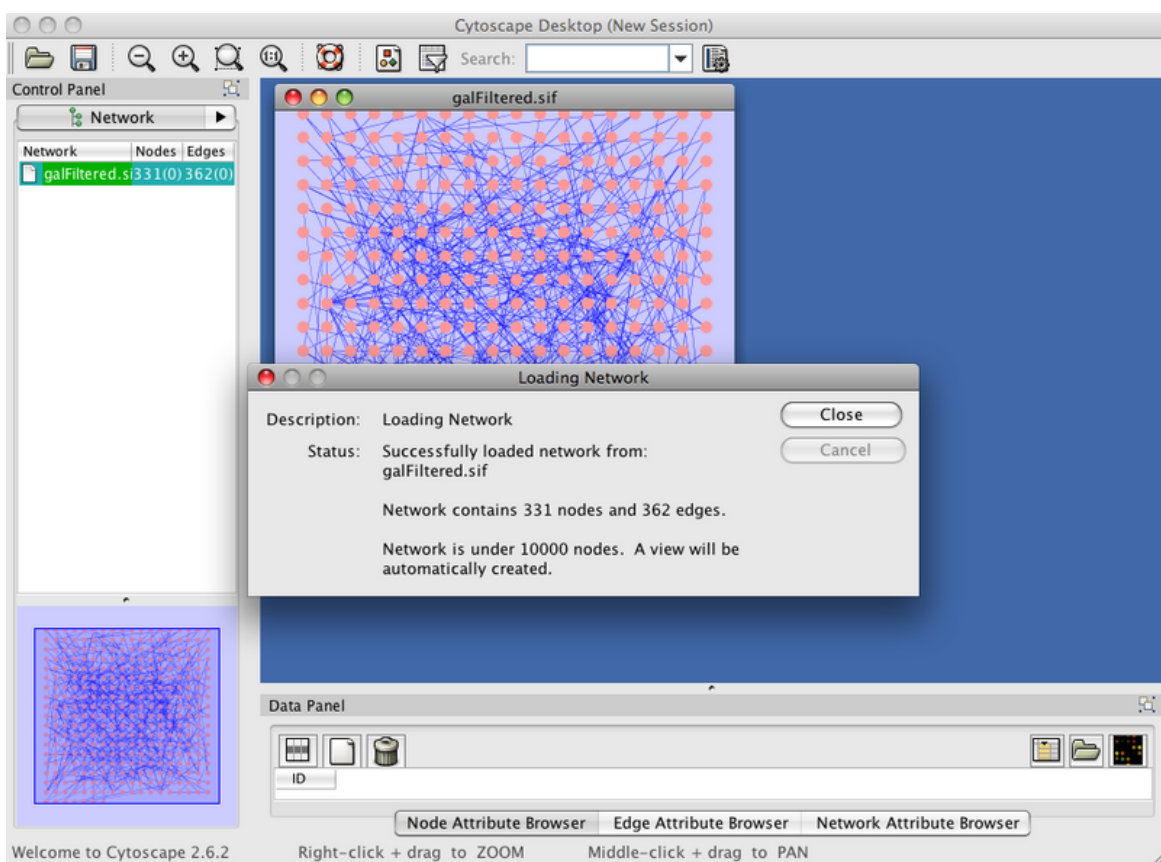 Cytoscape Desktop (New Session)
1:1
Search:
Control Panel
Network
Network Nodes Edges
galFiltered.si 331(0) 362(0)
galFiltered.sif
Loading Network
Description: Loading Network
Close
Status: Successfully loaded network from:
galFiltered.sif
Cancel
Network contains 331 nodes and 362 edges.
Network is under 10000 nodes. A view will be
automatically created.
Data Panel
ID
Node Attribute Browser Edge Attribute Browser Network Attribute Browser
Welcome to Cytoscape 2.6.2 Right-click + drag to ZOOM Middle-click + drag to PAN